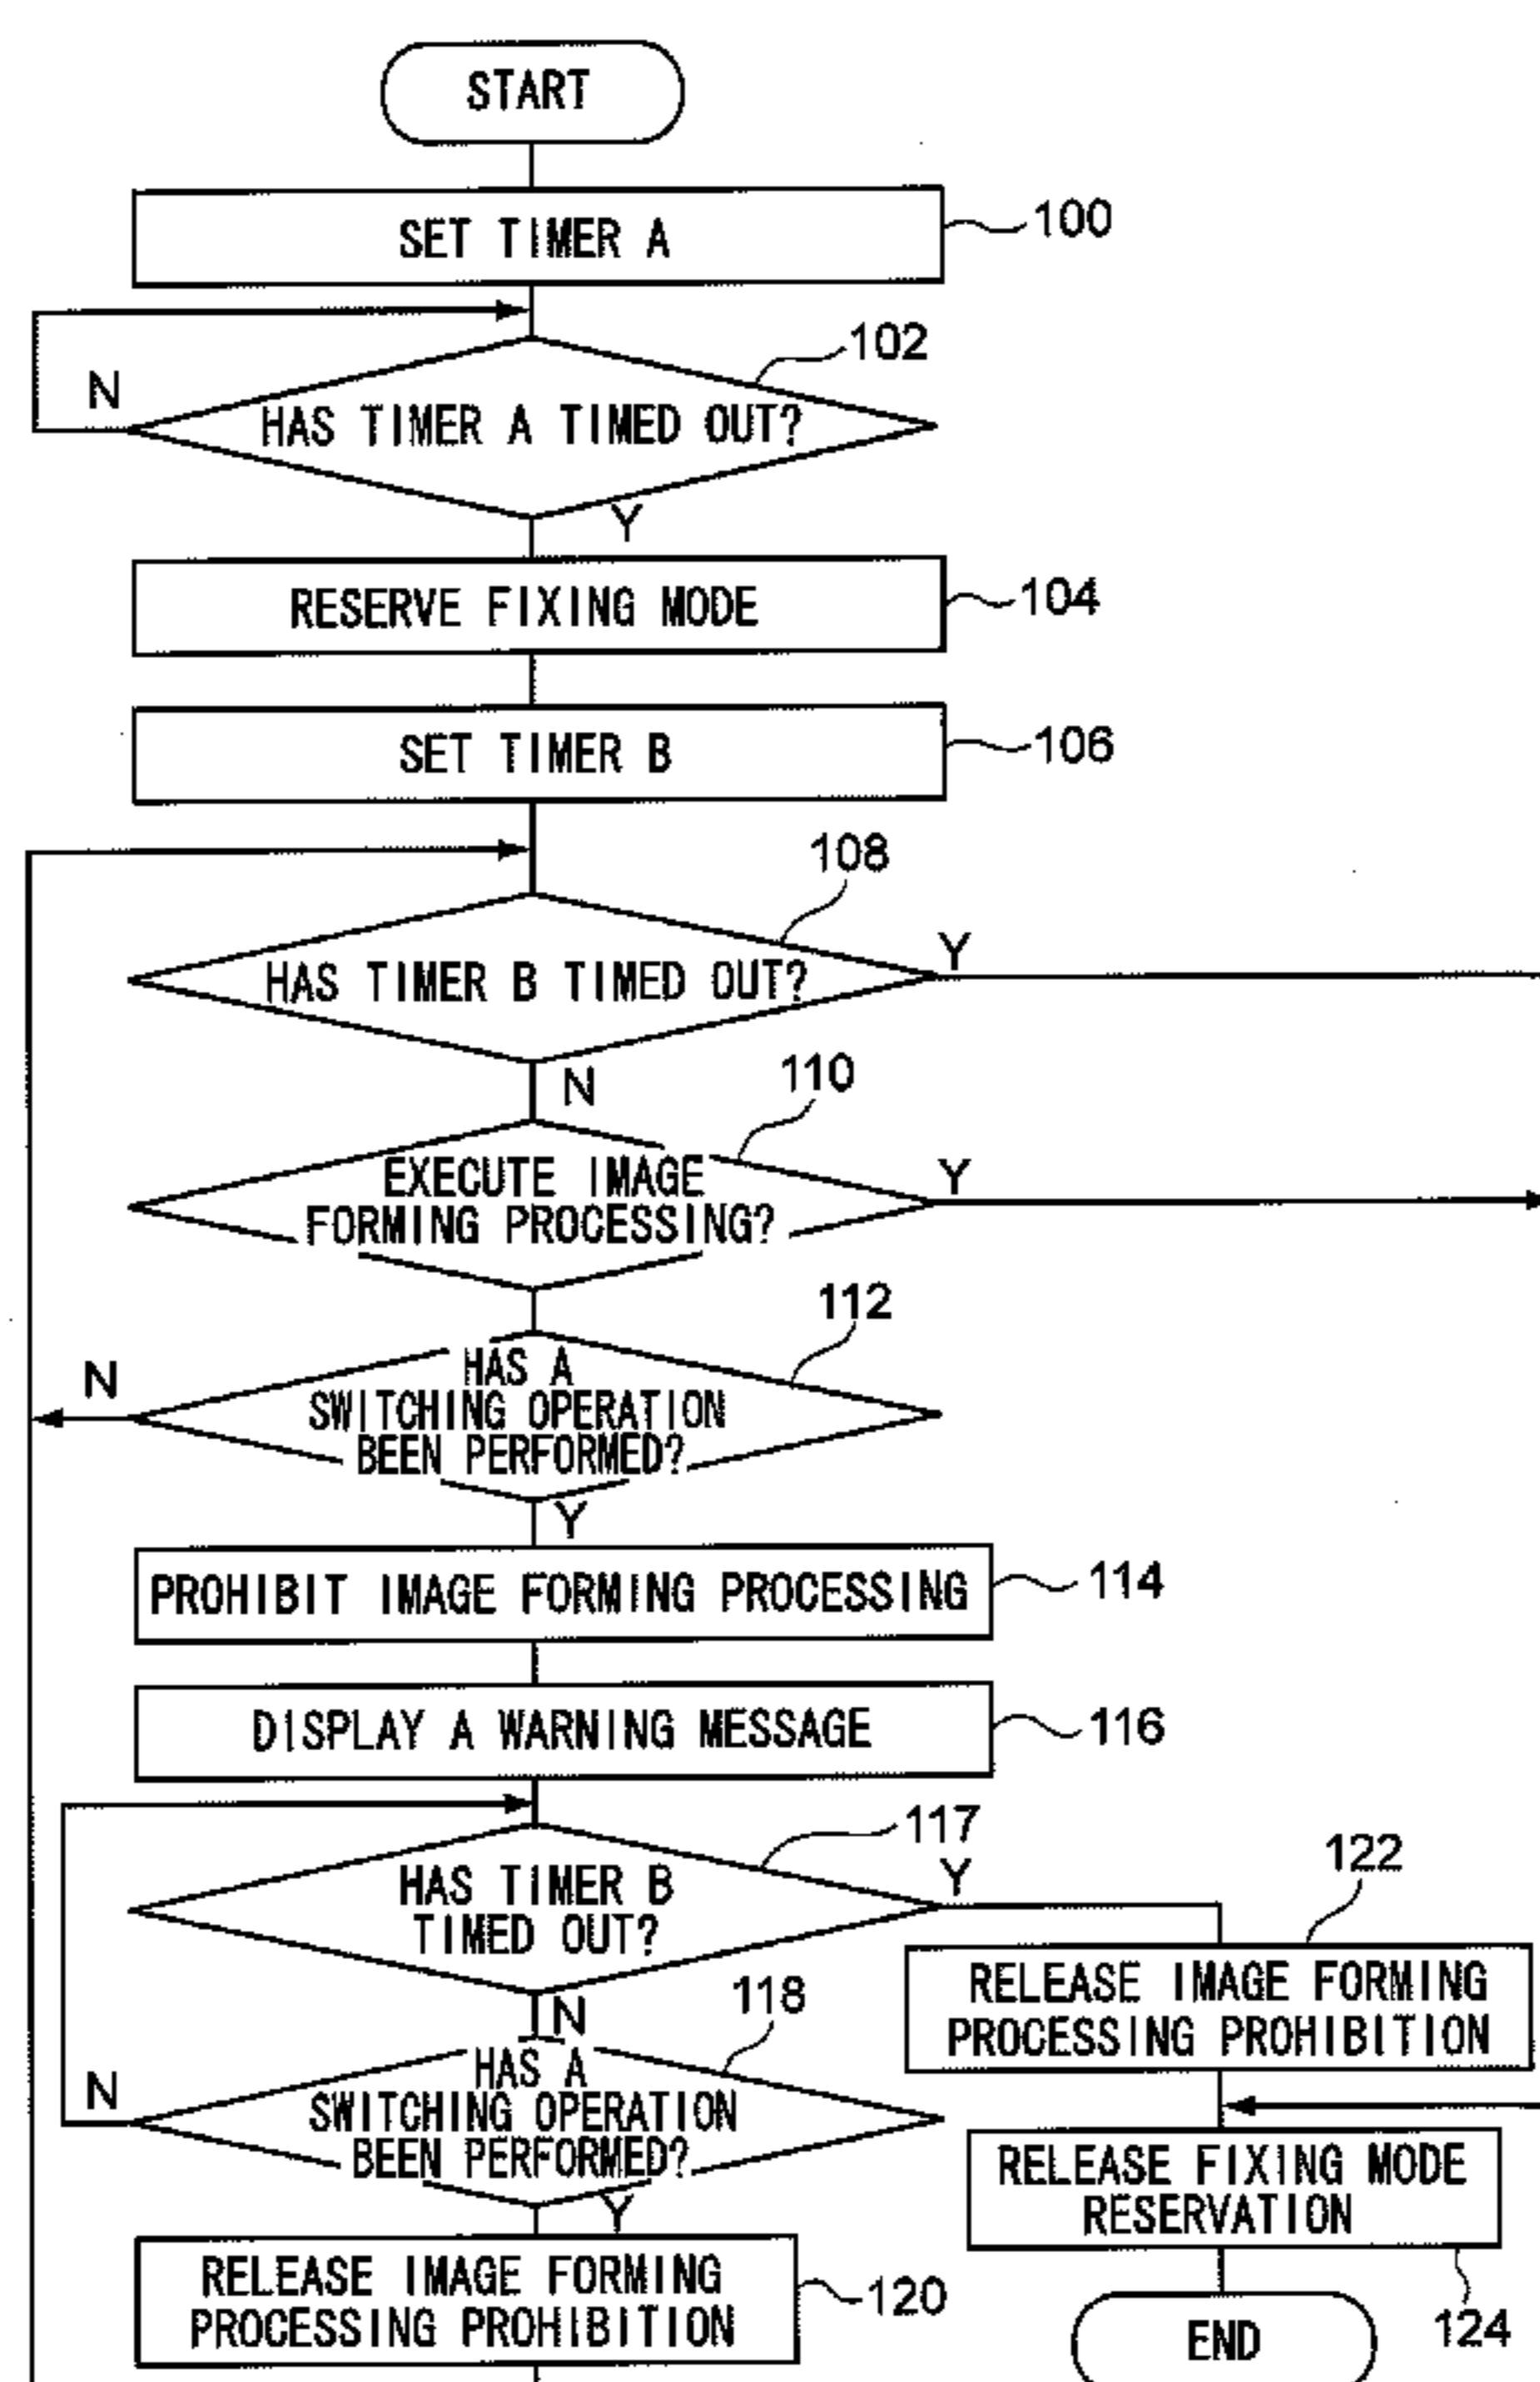 START
SET TIMER A
100
102
N
HAS TIMER A TIMED OUT?
Y
RESERVE FIXING MODE
104
SET TIMER B
106
108
HAS TIMER B TIMED OUT?
Y
N
110
EXECUTE IMAGE
FORMING PROCESSING?
Y
112
N
HAS A
SWITCHING OPERATION
BEEN PERFORMED?
Y
PROHIBIT IMAGE FORMING PROCESSING
114
DISPLAY A WARNING MESSAGE
116
117
HAS TIMER B
TIMED OUT?
Y
122
RELEASE IMAGE FORMING
PROCESSING PROHIBITION
N
118
N
HAS A
SWITCHING OPERATION
BEEN PERFORMED?
Y
RELEASE FIXING MODE
RESERVATION
124
RELEASE IMAGE FORMING
PROCESSING PROHIBITION
120
END